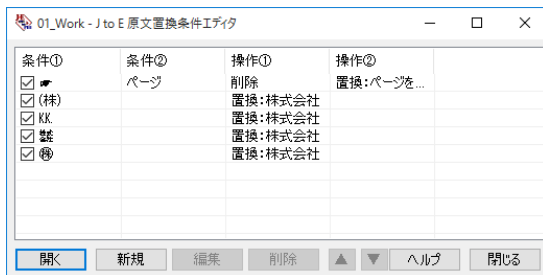 01_Work - J to E 原文置換条件エディタ
条件① 条件② 操作① 操作②
☛ ページ 削除 置換:ページを...
(株) 置換:株式会社
KK. 置換:株式会社
㍿ 置換:株式会社
㊑ 置換:株式会社
開く 新規 編集 削除 ▲ ▼ ヘルプ 閉じる